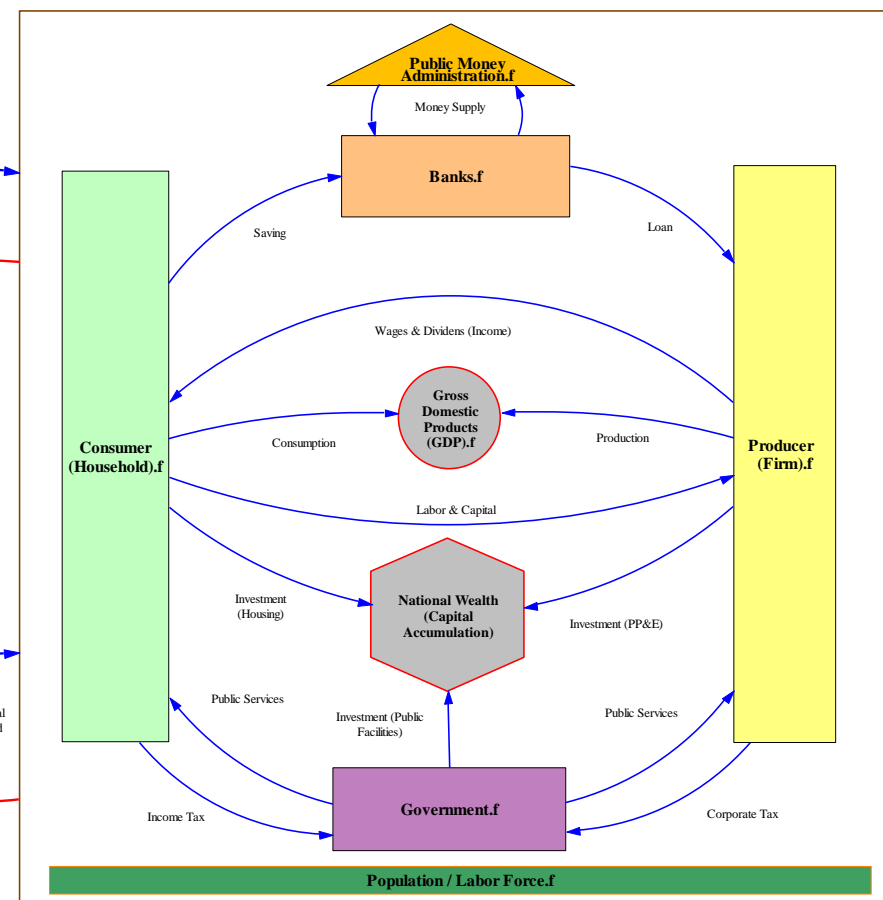 Public Money
Administration.f
Money Supply
Banks.f
Saving
Loan
Wages & Dividens (Income)
Gross
Domestic
Products
(GDP).f
Consumption
Production
Consumer
(Household).f
Producer
(Firm).f
Labor & Capital
Investment
(Housing)
National Wealth
(Capital
Accumulation)
Investment (PP&E)
Public Services
Investment (Public
Facilities)
Public Services
Government.f
Income Tax
Corporate Tax
Population / Labor Force.f